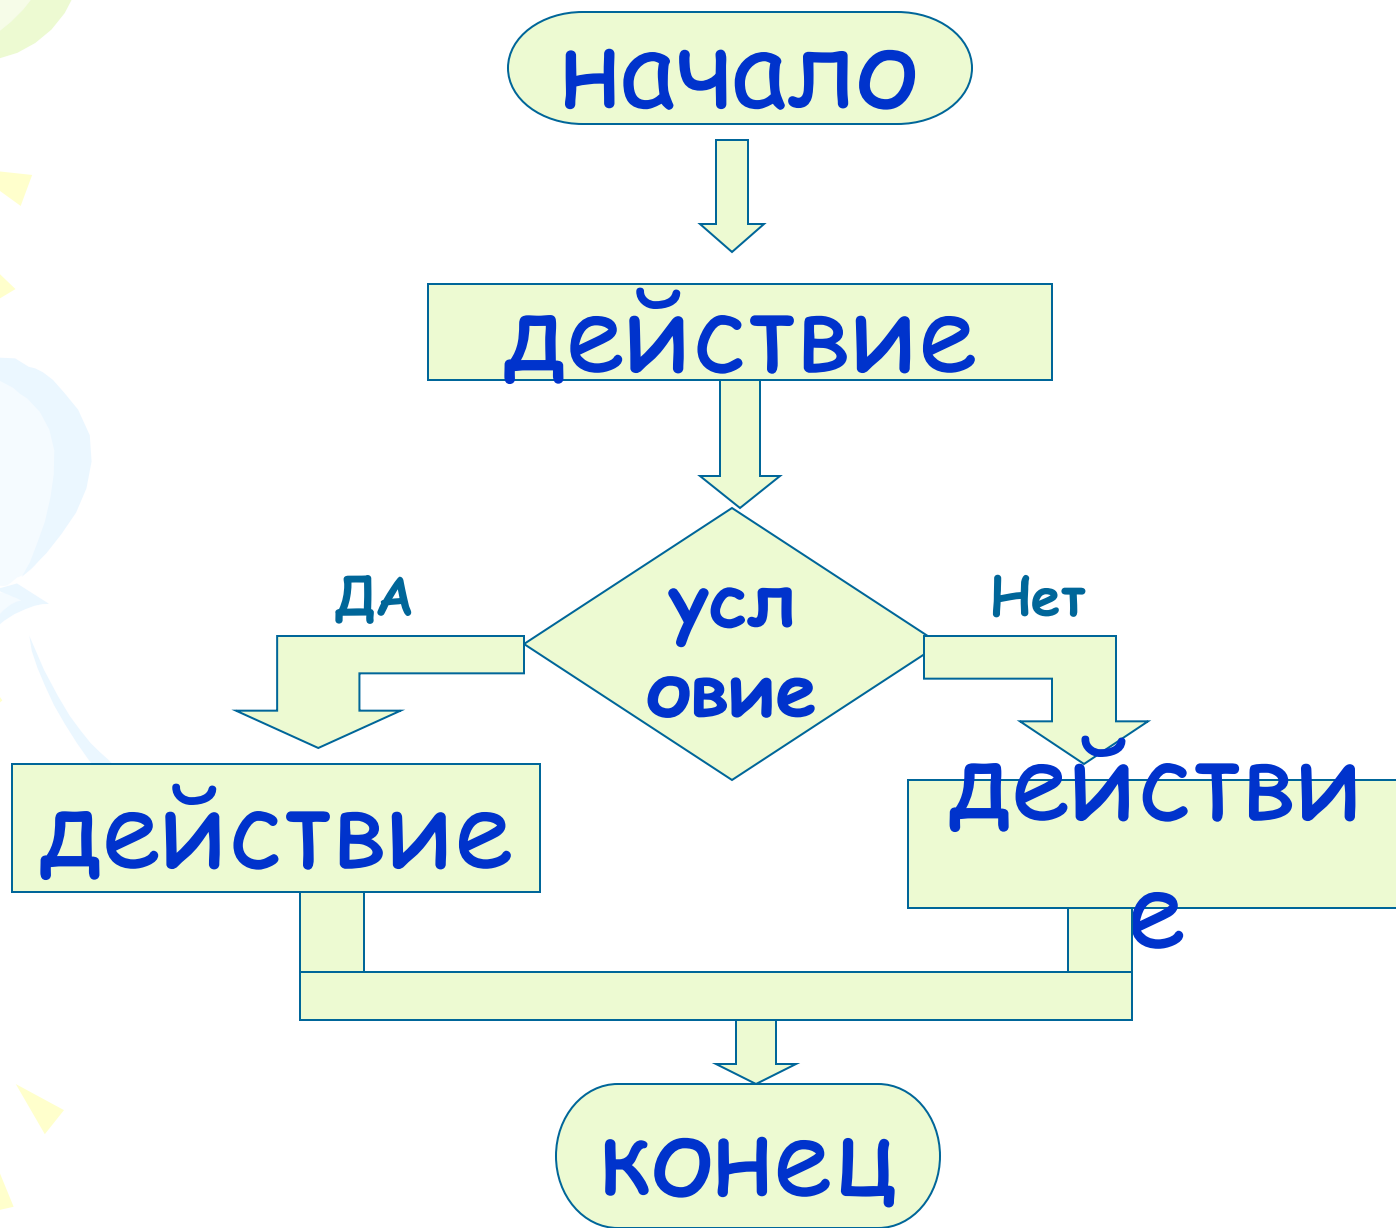 начало
действие
ДА
Нет
усл
овие
действие
действи
е
конец